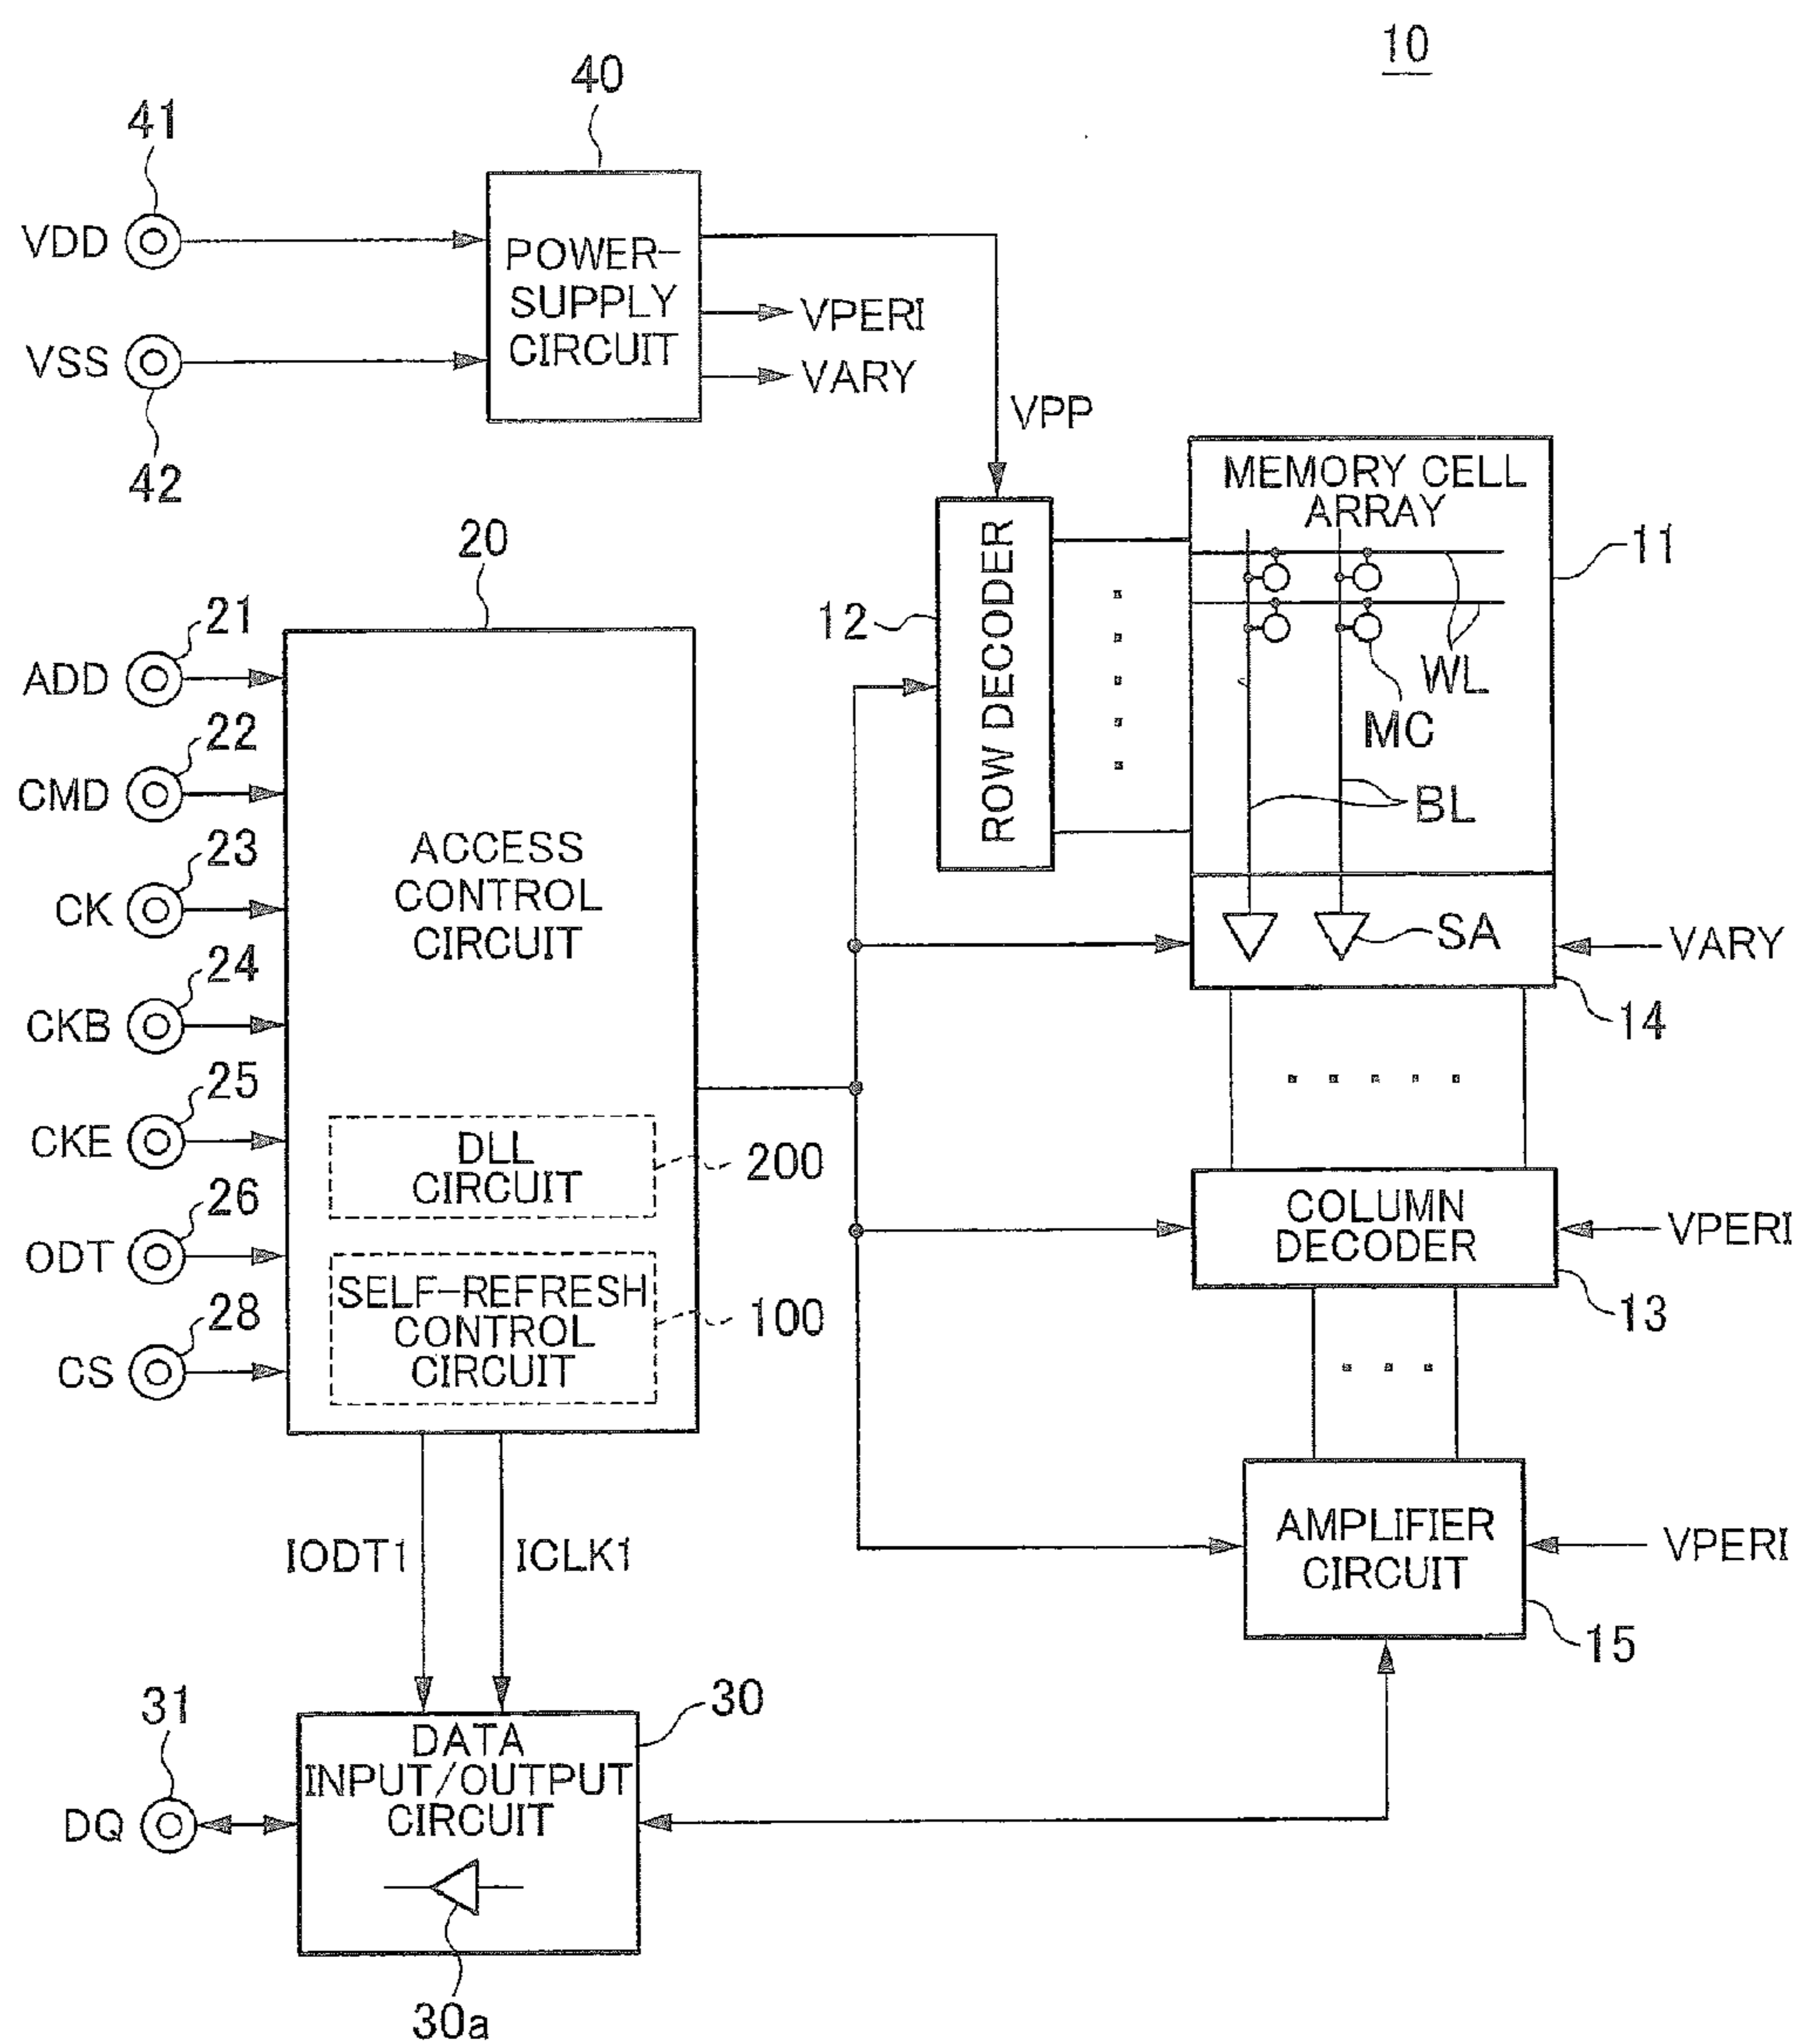 10
40
41
VDD
POWER-
SUPPLY
CIRCUIT
VPERI
VARY
VSS
42
VPP
MEMORY CELL
ARRAY
11
ROW DECODER
12
WL
MC
BL
SA
VARY
14
20
21
ADD
22
CMD
23
CK
24
CKB
25
CKE
26
ODT
28
CS
ACCESS
CONTROL
CIRCUIT
DLL
CIRCUIT
200
SELF-REFRESH
CONTROL
CIRCUIT
100
COLUMN
DECODER
VPERI
13
AMPLIFIER
CIRCUIT
VPERI
15
IODT1
ICLK1
31
DQ
30
DATA
INPUT/OUTPUT
CIRCUIT
30a